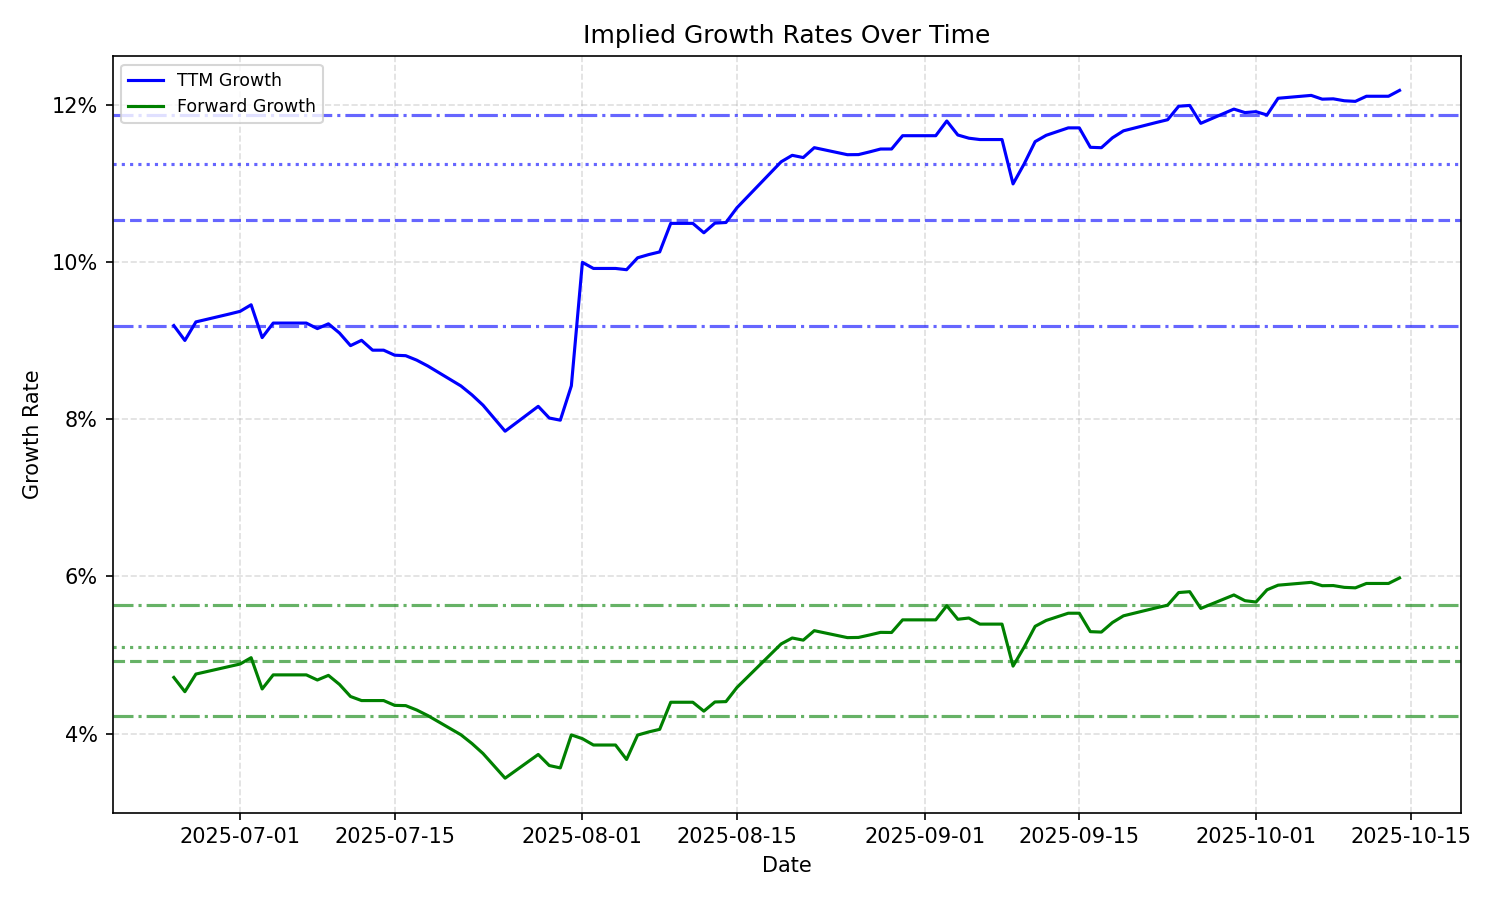 Implied Growth Rates Over Time
TTM Growth
Forward Growth
12%
10%
8%
6%
4%
Growth Rate
2025-07-01
2025-07-15
2025-08-01
2025-08-15
2025-09-01
2025-09-15
2025-10-01
2025-10-15
Date